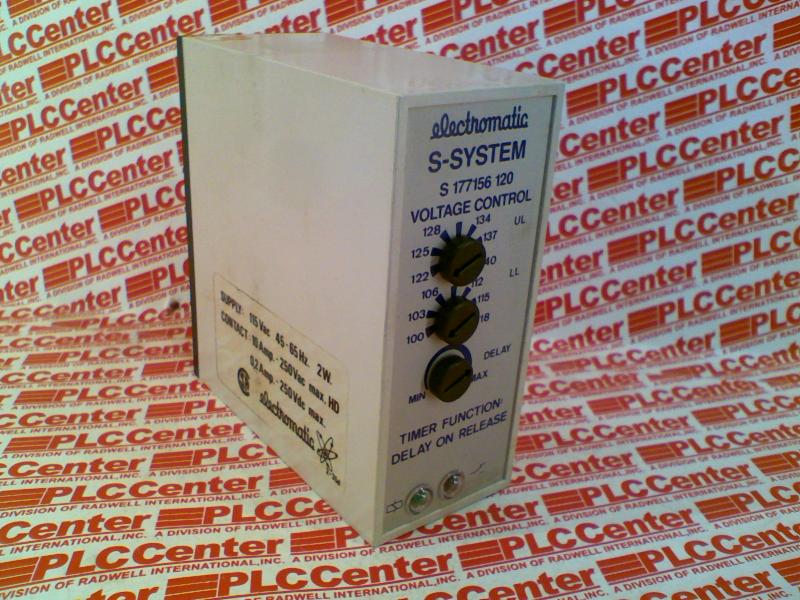 electromatic
S-SYSTEM
S 177156 120
VOLTAGE CONTROL
134 UL
128
137
125
40
122
LL
112
106
115
103
18
100
DELAY
MIN MAX
TIMER FUNCTION:
DELAY ON RELEASE
SUPPLY: 115 Vac 45-65 Hz. 2W.
CONTACT: 10 Amp. - 250 Vac max. HD
0.2 Amp. - 250 Vdc max.
electromatic
PLCCenter
A DIVISION OF RADWELL INTERNATIONAL, INC.